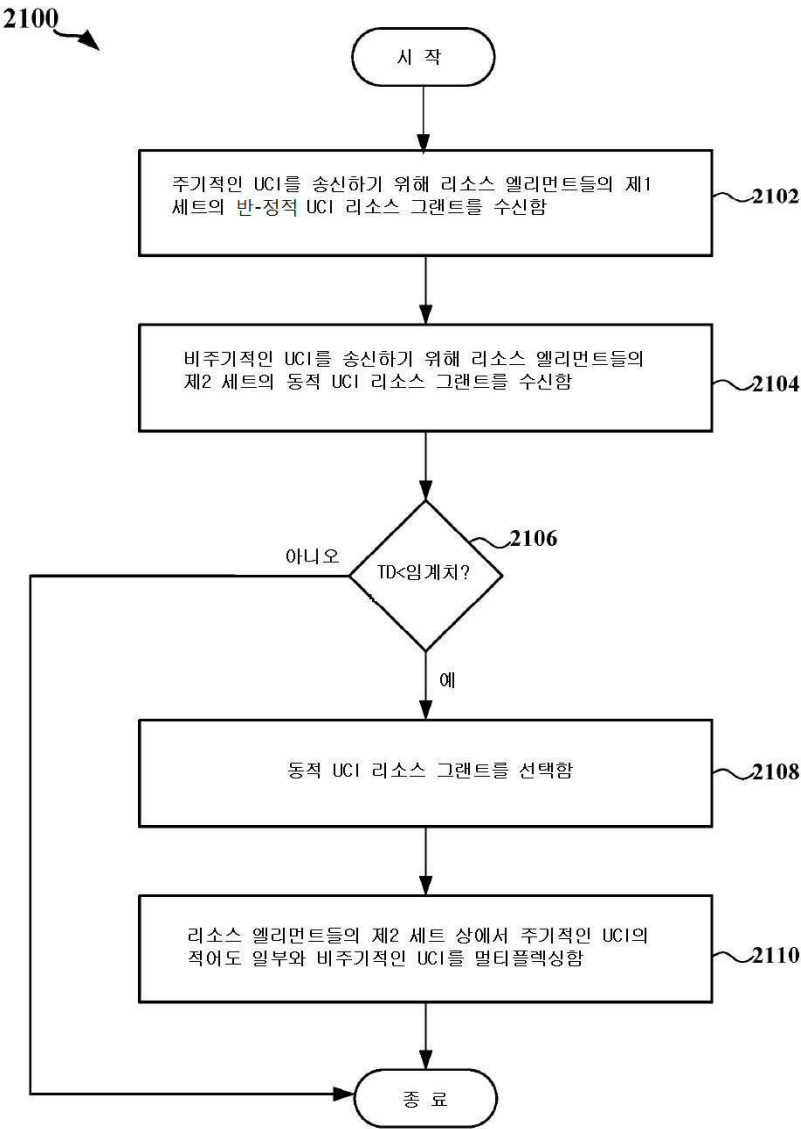 2100
시 작
주기적인 UCI를 송신하기 위해 리소스 엘리먼트들의 제1
세트의 반-정적 UCI 리소스 그랜트를 수신함
2102
비주기적인 UCI를 송신하기 위해 리소스 엘리먼트들의
제2 세트의 동적 UCI 리소스 그랜트를 수신함
2104
2106
아니오
TD<임계치?
예
동적 UCI 리소스 그랜트를 선택함
2108
리소스 엘리먼트들의 제2 세트 상에서 주기적인 UCI의
적어도 일부와 비주기적인 UCI를 멀티플렉싱함
2110
종 료